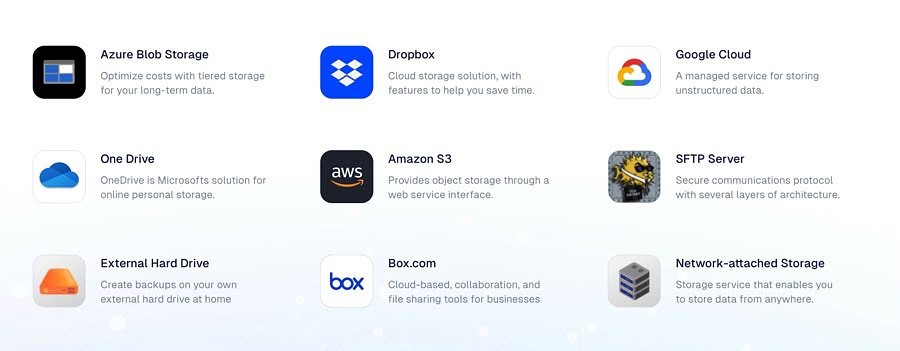 Azure Blob Storage
Optimize costs with tiered storage
for your long-term data.
Dropbox
Cloud storage solution, with
features to help you save time.
Google Cloud
A managed service for storing
unstructured data.
One Drive
OneDrive is Microsofts solution for
online personal storage.
aws
Amazon S3
Provides object storage through a
web service interface.
SFTP Server
Secure communications protocol
with several layers of architecture.
External Hard Drive
Create backups on your own
external hard drive at home
box
Box.com
Cloud-based, collaboration, and
file sharing tools for businesses
Network-attached Storage
Storage service that enables you
to store data from anywhere.